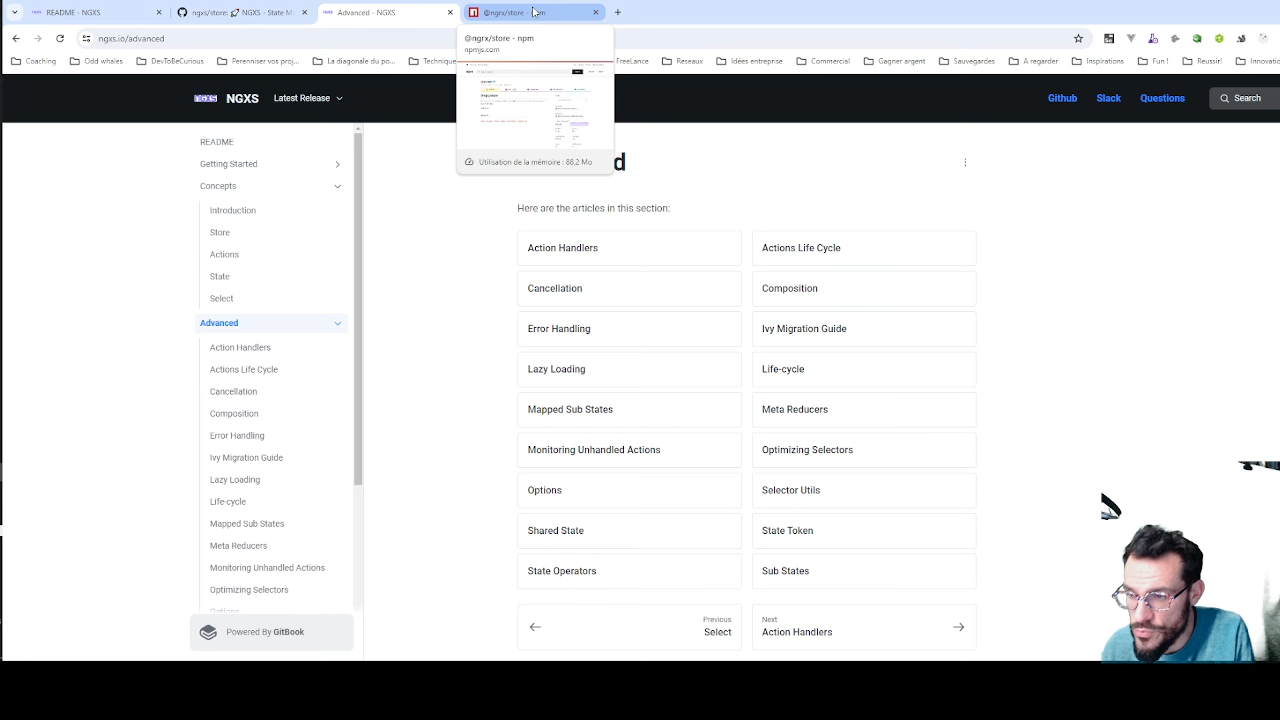 README - NGXS
ngxs/store: 🚀 NGXS - State M
Advanced - NGXS
@ngrx/store - npm
ngxs.io/advanced
@ngrx/store - npm
npmjs.com
Utilisation de la mémoire : 88,2 Mo
Coaching
Odd whales
DevToBeCurious
Perenniser vos proj...
La diagonale du po...
Technique
FreeLance
Reseaux
Idées entreprise
Commercial
Inspirations
Réussir
NGXS
Latest Release
Github
Slack
Questions
Search
README
Getting Started
Concepts
Introduction
Store
Actions
State
Select
Advanced
Action Handlers
Actions Life Cycle
Cancellation
Composition
Error Handling
Ivy Migration Guide
Lazy Loading
Life-cycle
Mapped Sub States
Meta Reducers
Monitoring Unhandled Actions
Optimizing Selectors
Options
Powered By GitBook
d
Here are the articles in this section:
Action Handlers
Actions Life Cycle
Cancellation
Composition
Error Handling
Ivy Migration Guide
Lazy Loading
Life-cycle
Mapped Sub States
Meta Reducers
Monitoring Unhandled Actions
Optimizing Selectors
Options
Selector Utils
Shared State
State Token
State Operators
Sub States
Previous
Select
Next
Action Handlers